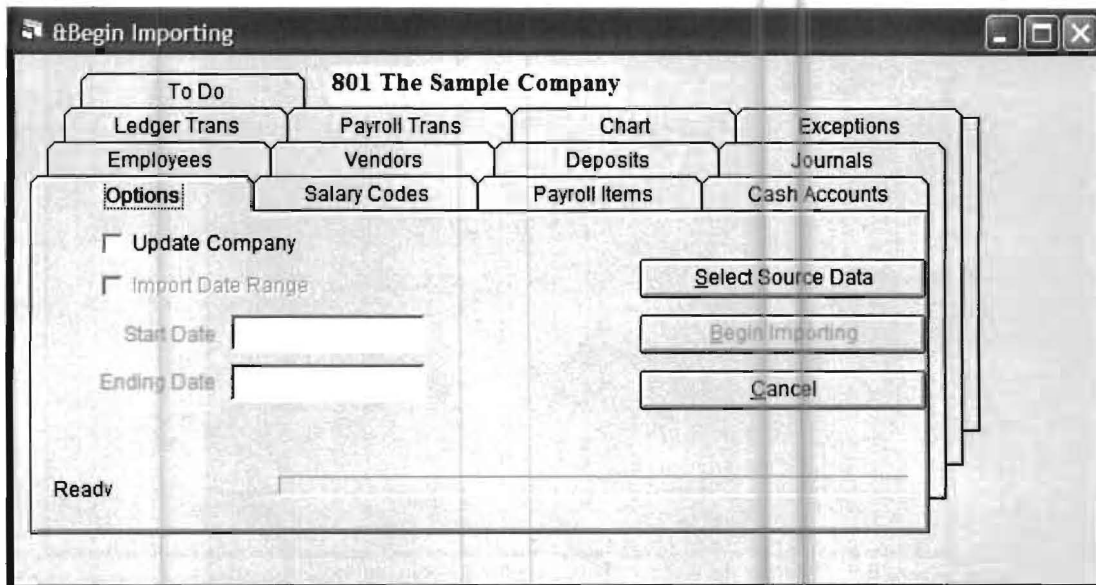 &Begin Importing
801 The Sample Company
To Do
Ledger Trans Payroll Trans Chart Exceptions
Employees Vendors Deposits Journals
Options Salary Codes Payroll Items Cash Accounts
Update Company
Import Date Range
Start Date
Ending Date
Select Source Data
Begin Importing
Cancel
Ready